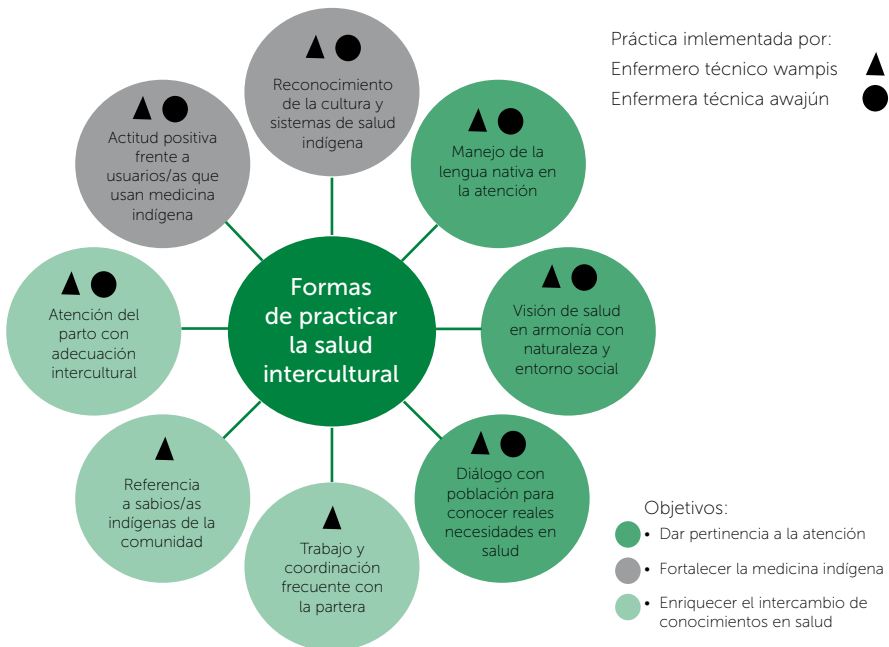 Reconocimiento
de la cultura y
sistemas de salud
indígena
Práctica imlementada por:
Enfermero técnico wampis
Enfermera técnica awajún
Actitud positiva
frente a
usuarios/as que
usan medicina
indígena
Manejo de la
lengua nativa en
la atención
Formas
de practicar
la salud
intercultural
Atención del
parto con
adecuación
intercultural
Visión de salud
en armonía con
naturaleza y
entorno social
Referencia
a sabios/as
indígenas de la
comunidad
Trabajo y
coordinación
frecuente con
la partera
Diálogo con
población para
conocer reales
necesidades en
salud
Objetivos:
• Dar pertinencia a la atención
• Fortalecer la medicina indígena
• Enriquecer el intercambio de
conocimientos en salud